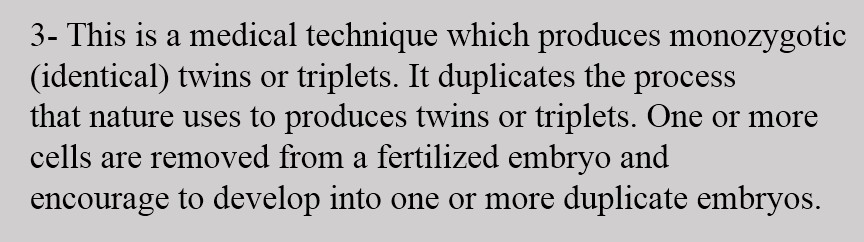 3- This is a medical technique which produces monozygotic
(identical) twins or triplets. It duplicates the process
that nature uses to produces twins or triplets. One or more
cells are removed from a fertilized embryo and
encourage to develop into one or more duplicate embryos.